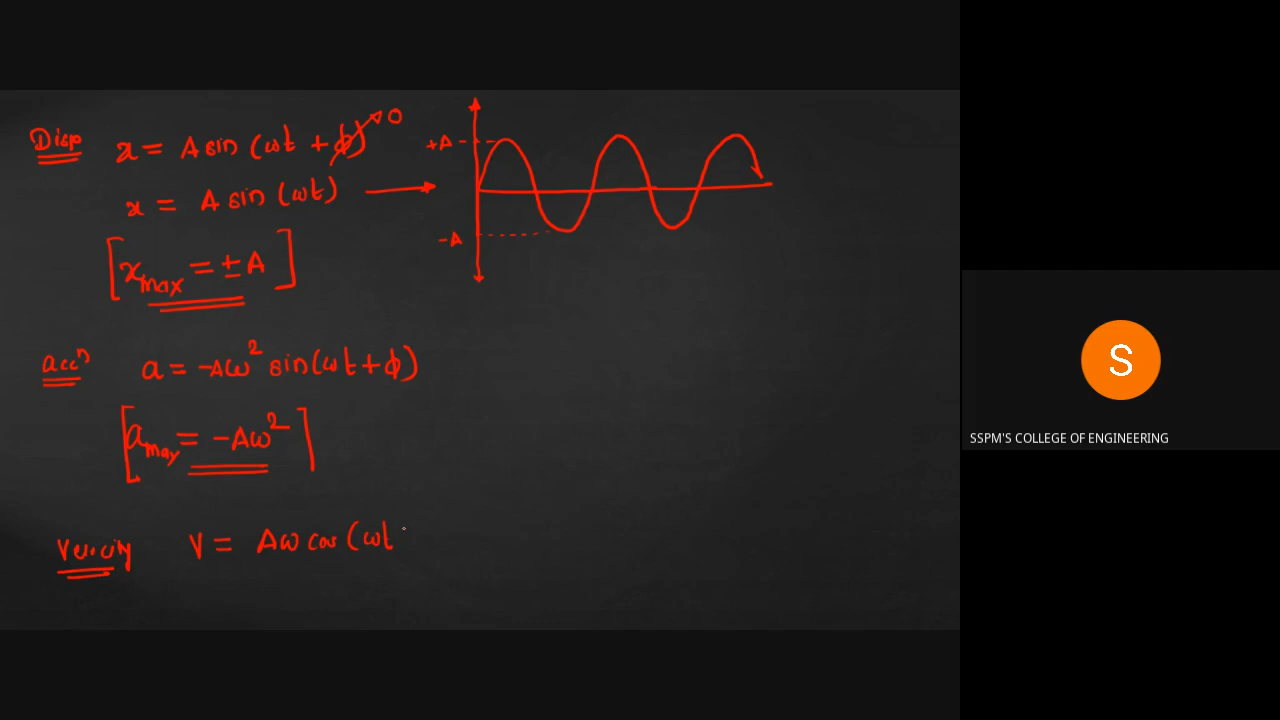 Disp x = A sin (ωt + ϕ) 0
x = A sin (ωt)
[x_max = ±A]
+A
-A
accⁿ a = -Aω² sin(ωt + ϕ)
[a_max = -Aω²]
Velocity V = Aω cos (ωt
S
SSPM'S COLLEGE OF ENGINEERING